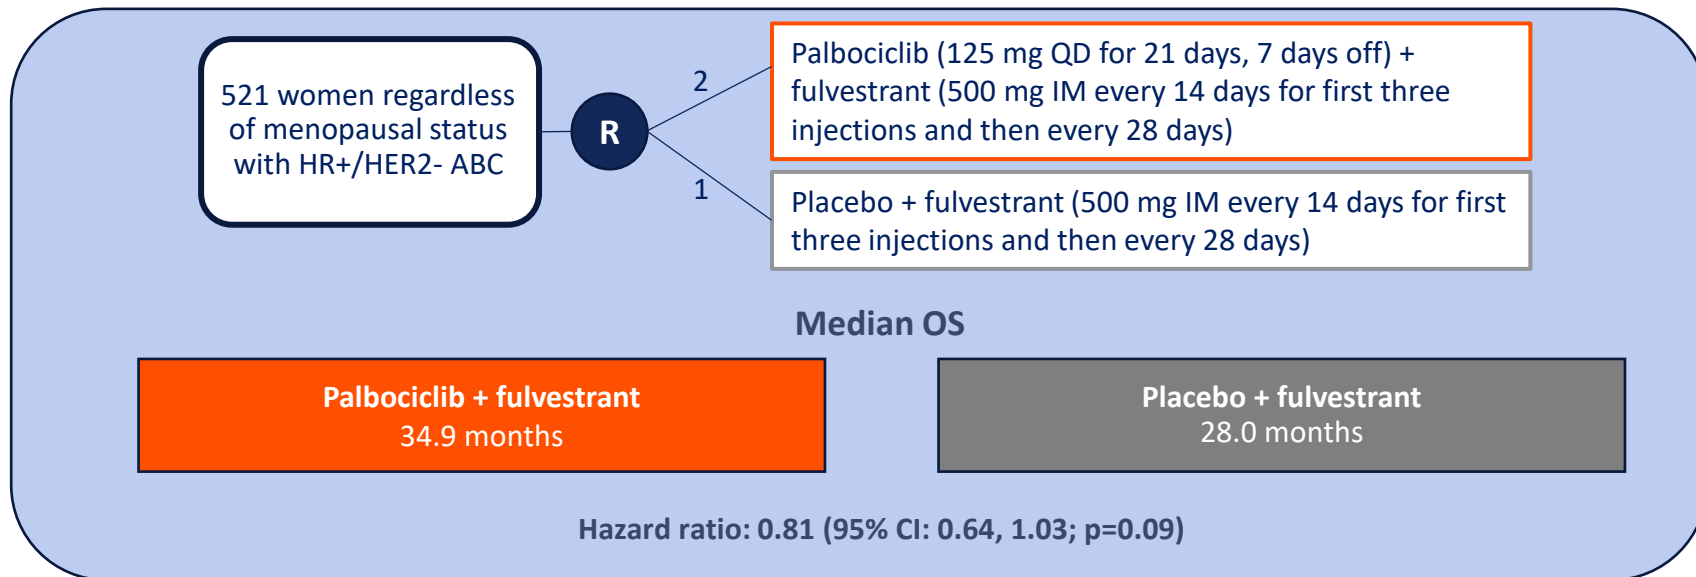 521 women regardless
of menopausal status
with HR+/HER2- ABC
R
2
1
Palbociclib (125 mg QD for 21 days, 7 days off) +
fulvestrant (500 mg IM every 14 days for first three
injections and then every 28 days)
Placebo + fulvestrant (500 mg IM every 14 days for first
three injections and then every 28 days)
Median OS
Palbociclib + fulvestrant
34.9 months
Placebo + fulvestrant
28.0 months
Hazard ratio: 0.81 (95% CI: 0.64, 1.03; p=0.09)